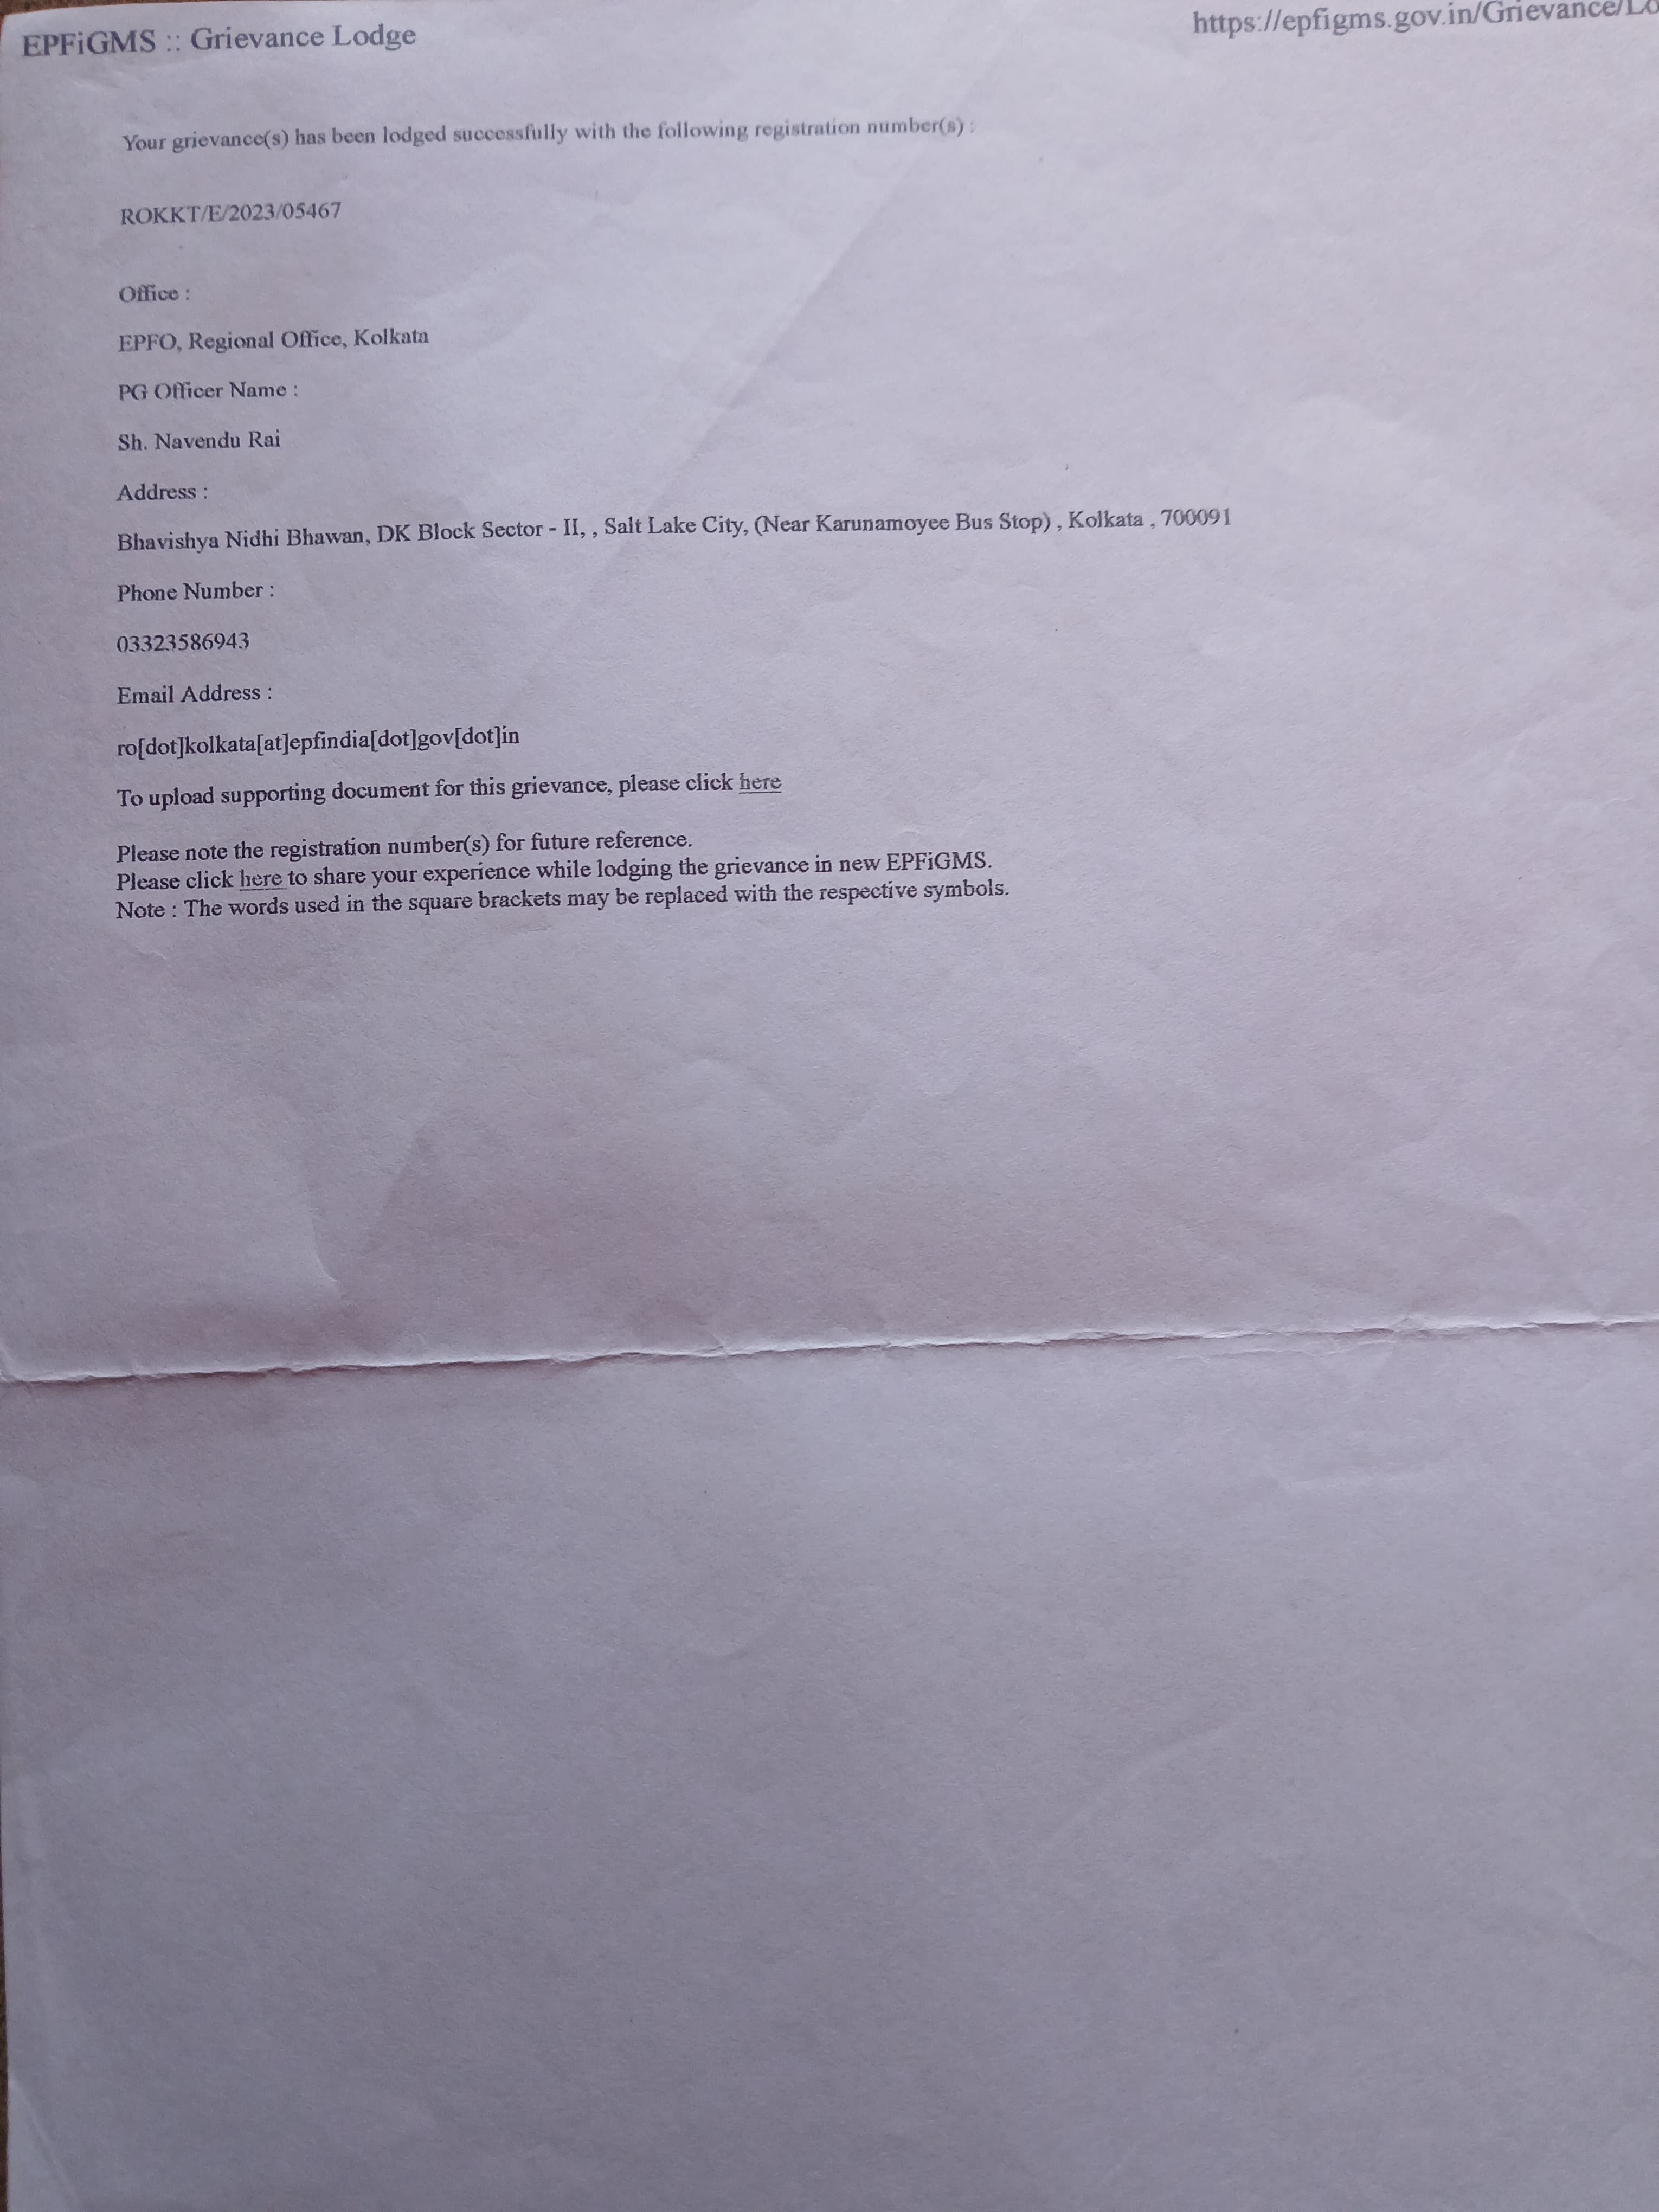 EPFiGMS :: Grievance Lodge
https://epfigms.gov.in/Grievance/Lo
Your grievance(s) has been lodged successfully with the following registration number(s) :
ROKKT/E/2023/05467
Office :
EPFO, Regional Office, Kolkata
PG Officer Name :
Sh. Navendu Rai
Address :
Bhavishya Nidhi Bhawan, DK Block Sector - II, , Salt Lake City, (Near Karunamoyee Bus Stop) , Kolkata , 700091
Phone Number :
03323586943
Email Address :
ro[dot]kolkata[at]epfindia[dot]gov[dot]in
To upload supporting document for this grievance, please click here
Please note the registration number(s) for future reference.
Please click here to share your experience while lodging the grievance in new EPFiGMS.
Note : The words used in the square brackets may be replaced with the respective symbols.